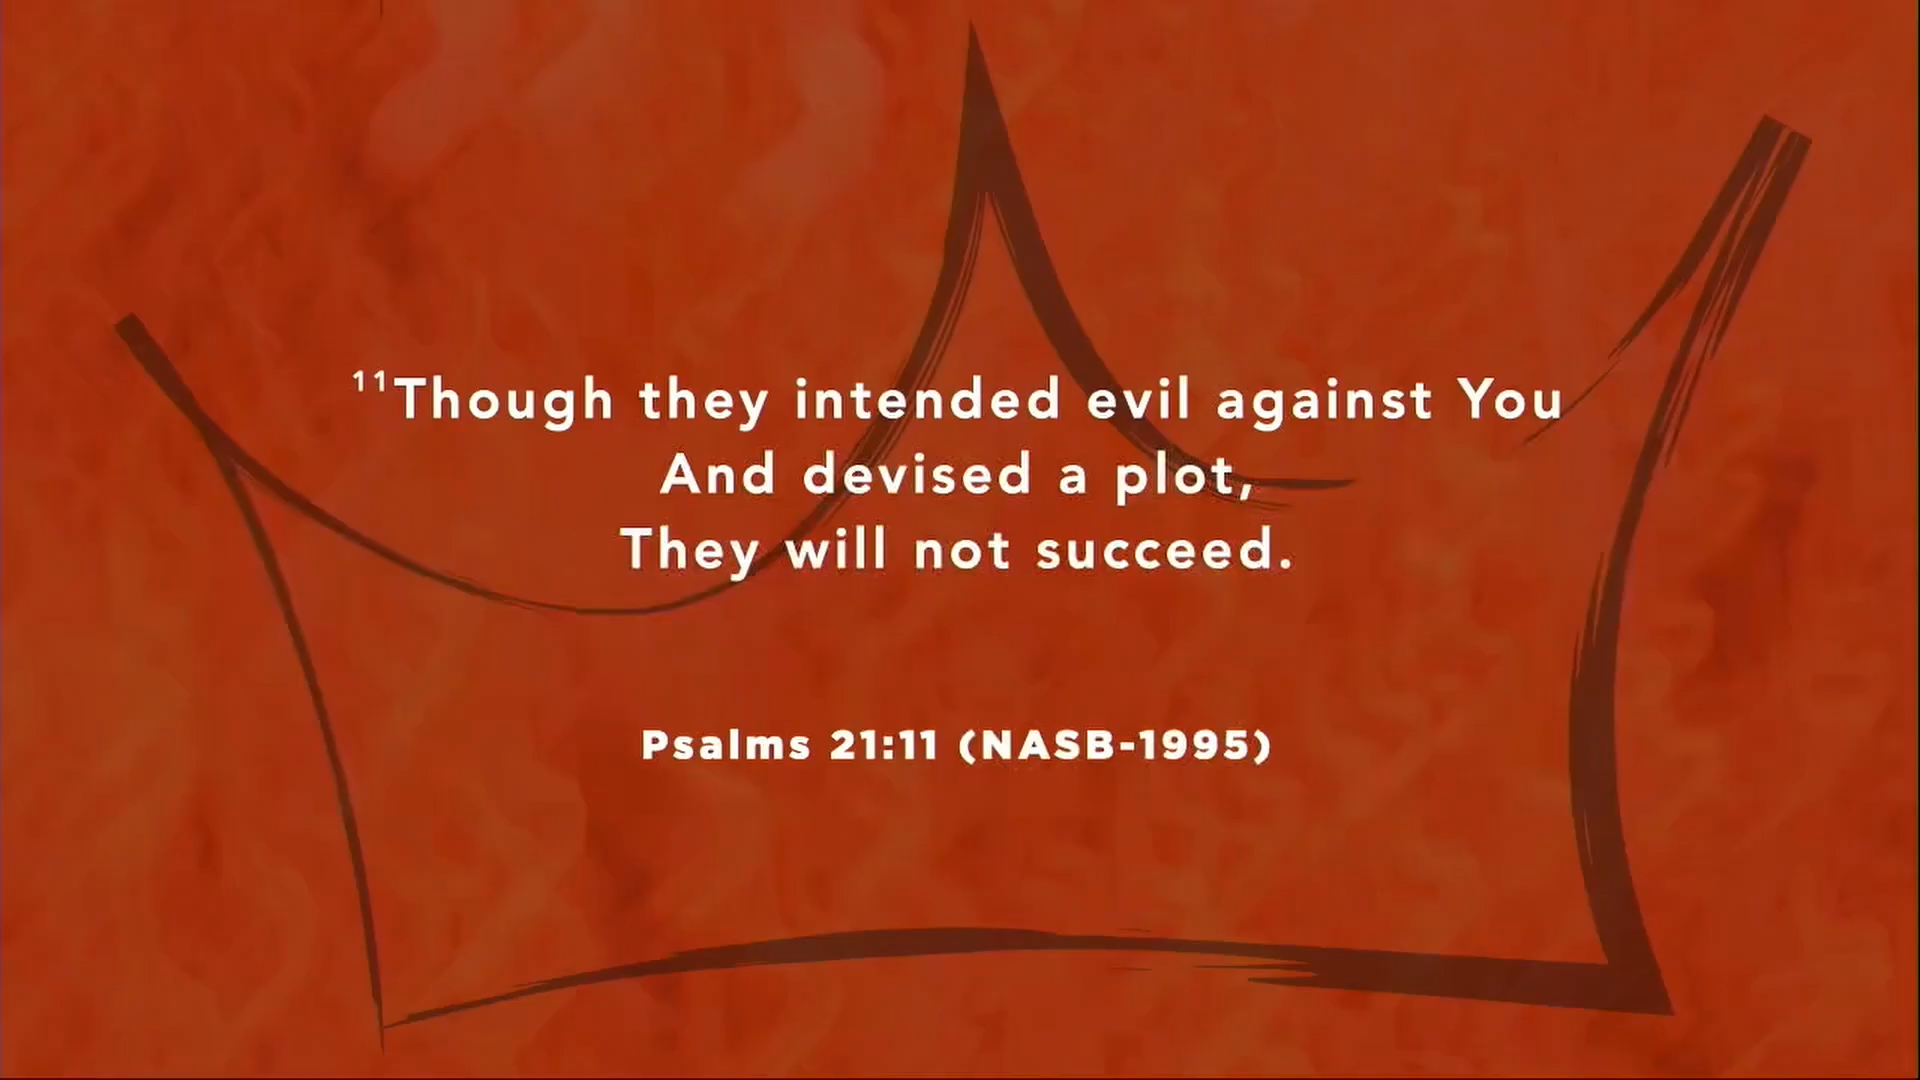 ¹¹Though they intended evil against You
And devised a plot,
They will not succeed.
Psalms 21:11 (NASB-1995)